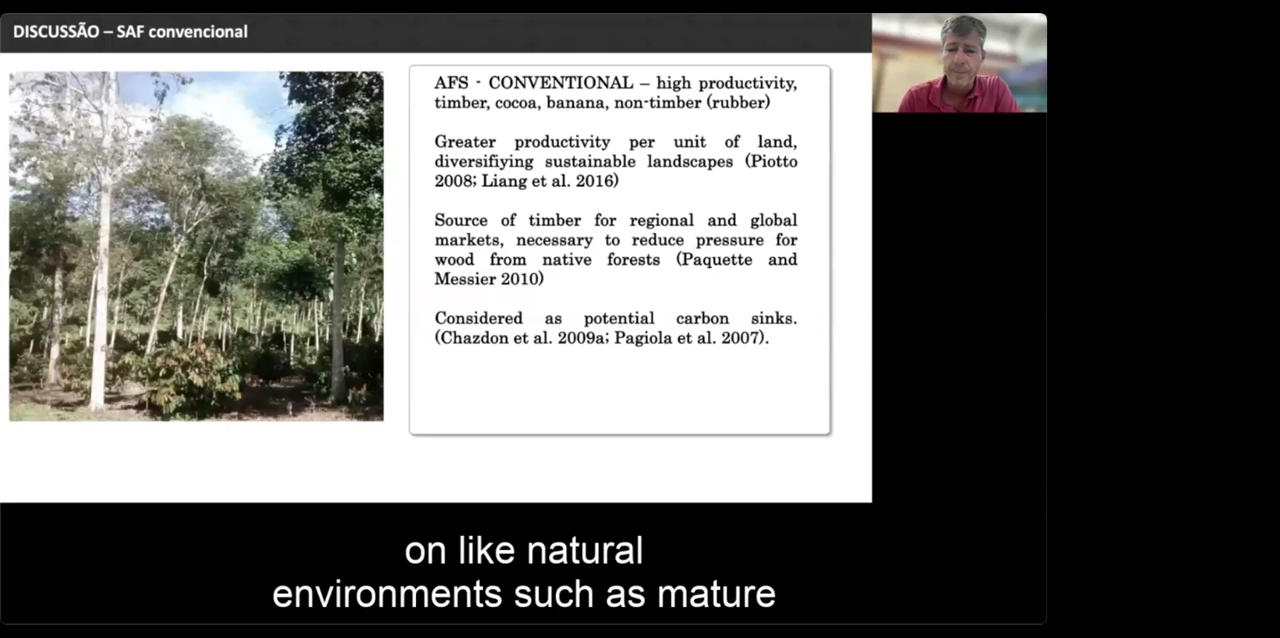 DISCUSSÃO – SAF convencional
AFS - CONVENTIONAL – high productivity,
timber, cocoa, banana, non-timber (rubber)
Greater productivity per unit of land,
diversifiying sustainable landscapes (Piotto
2008; Liang et al. 2016)
Source of timber for regional and global
markets, necessary to reduce pressure for
wood from native forests (Paquette and
Messier 2010)
Considered as potential carbon sinks.
(Chazdon et al. 2009a; Pagiola et al. 2007).
on like natural
environments such as mature